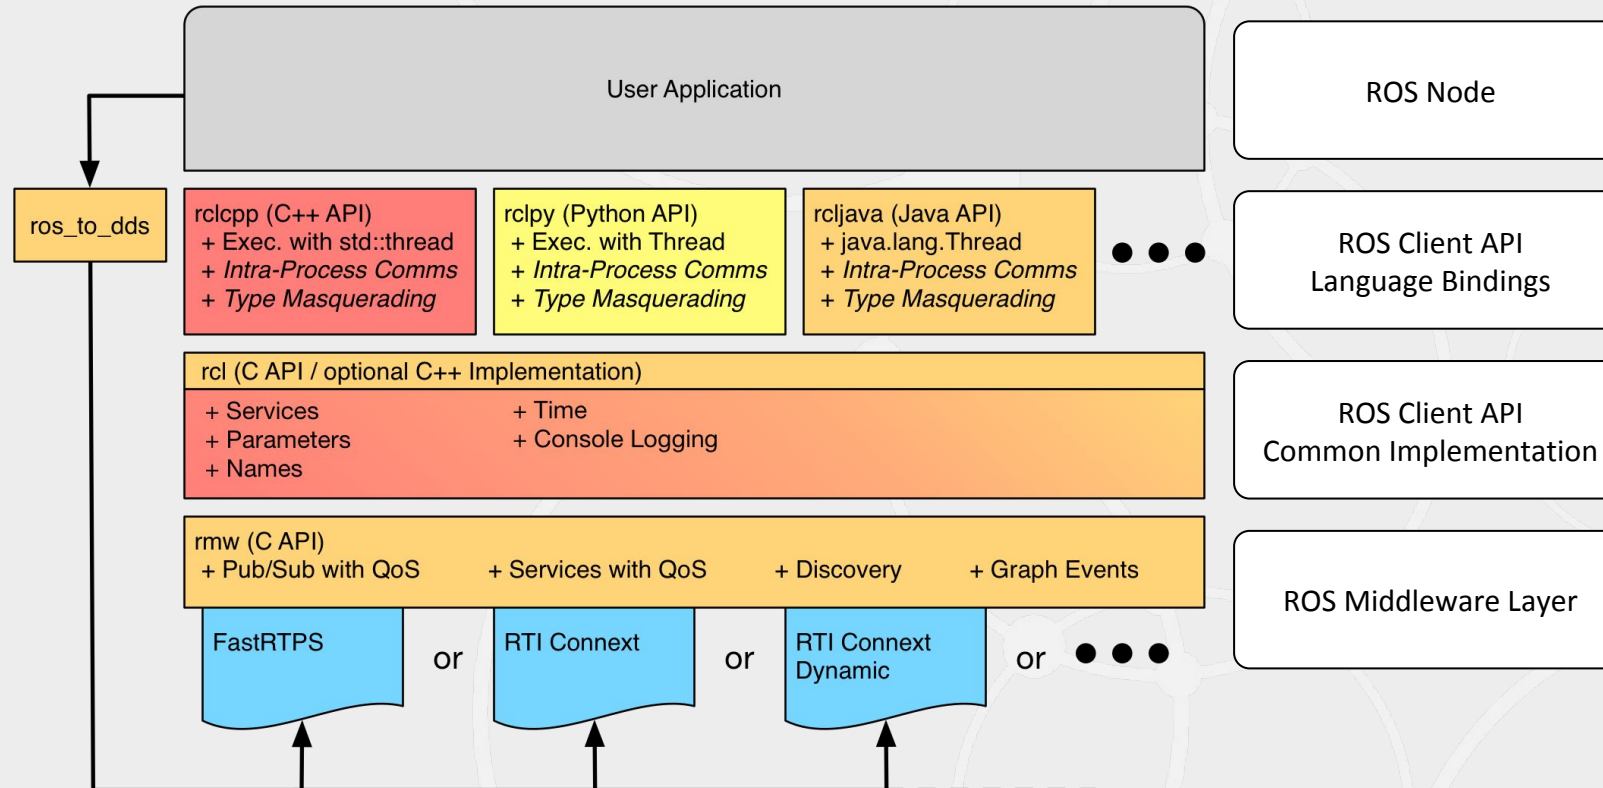 User Application
ROS Node
ros_to_dds
rclcpp (C++ API)
+ Exec. with std::thread
+ Intra-Process Comms
+ Type Masquerading
rclpy (Python API)
+ Exec. with Thread
+ Intra-Process Comms
+ Type Masquerading
rcljava (Java API)
+ java.lang.Thread
+ Intra-Process Comms
+ Type Masquerading
● ● ●
ROS Client API
Language Bindings
rcl (C API / optional C++ Implementation)
+ Services
+ Parameters
+ Names
+ Time
+ Console Logging
ROS Client API
Common Implementation
rmw (C API)
+ Pub/Sub with QoS
+ Services with QoS
+ Discovery
+ Graph Events
ROS Middleware Layer
FastRTPS
or
RTI Connext
or
RTI Connext
Dynamic
or
● ● ●